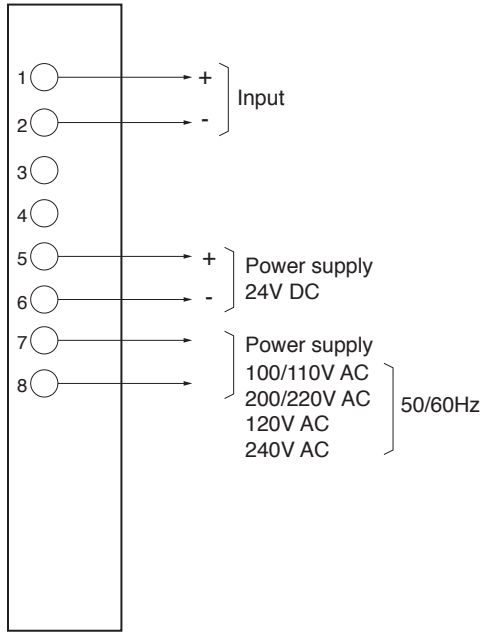 1 +
Input
2 -
3
4
5 +
Power supply
24V DC
6 -
7
Power supply
100/110V AC
8
200/220V AC
50/60Hz
120V AC
240V AC